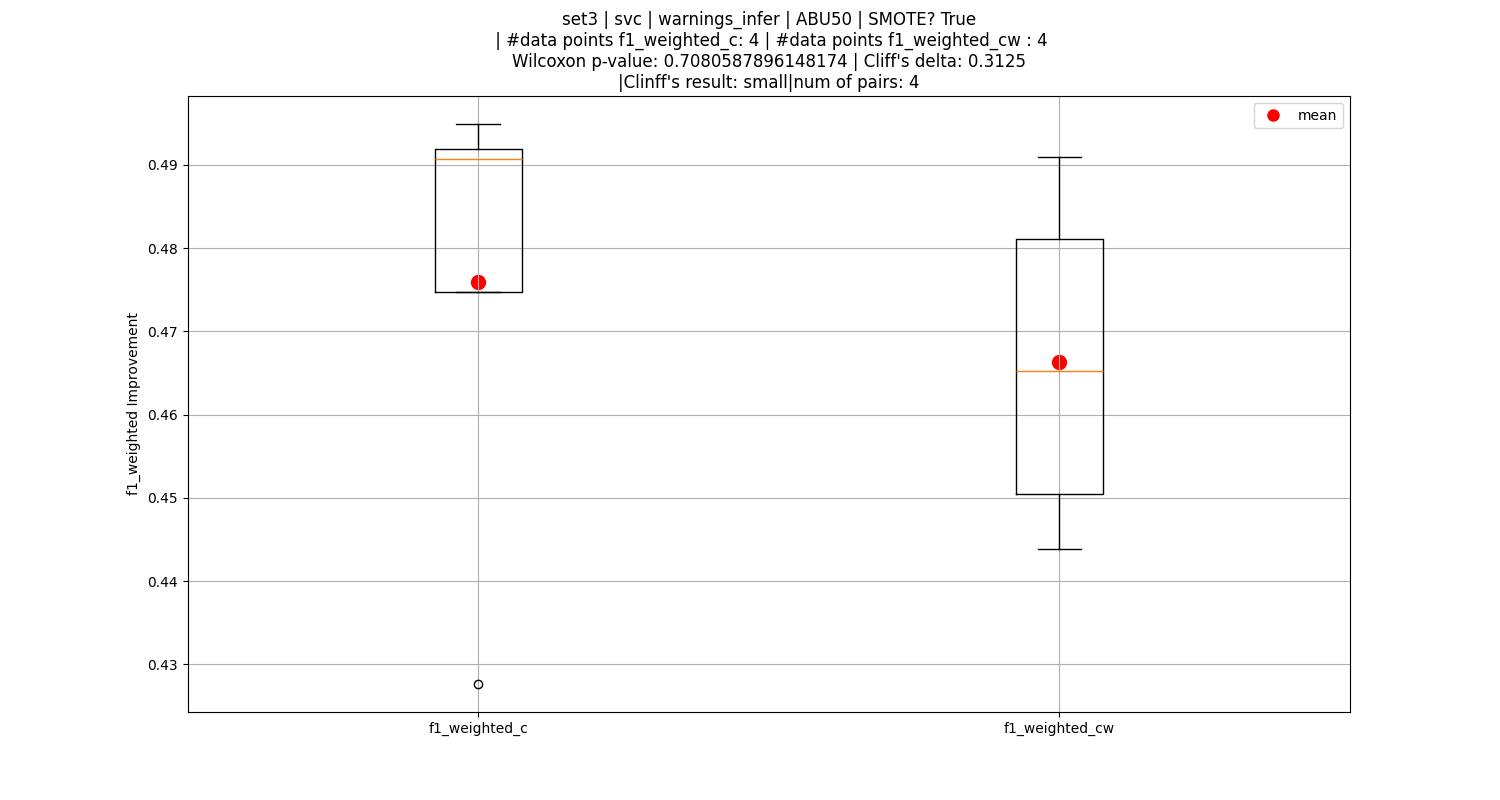 set3 | svc | warnings_infer | ABU50 | SMOTE? True
| #data points f1_weighted_c: 4 | #data points f1_weighted_cw : 4
Wilcoxon p-value: 0.7080587896148174 | Cliff's delta: 0.3125
|Clinff's result: small|num of pairs: 4
mean
0.49
0.48
0.47
0.46
0.45
0.44
0.43
f1_weighted Improvement
f1_weighted_c
f1_weighted_cw